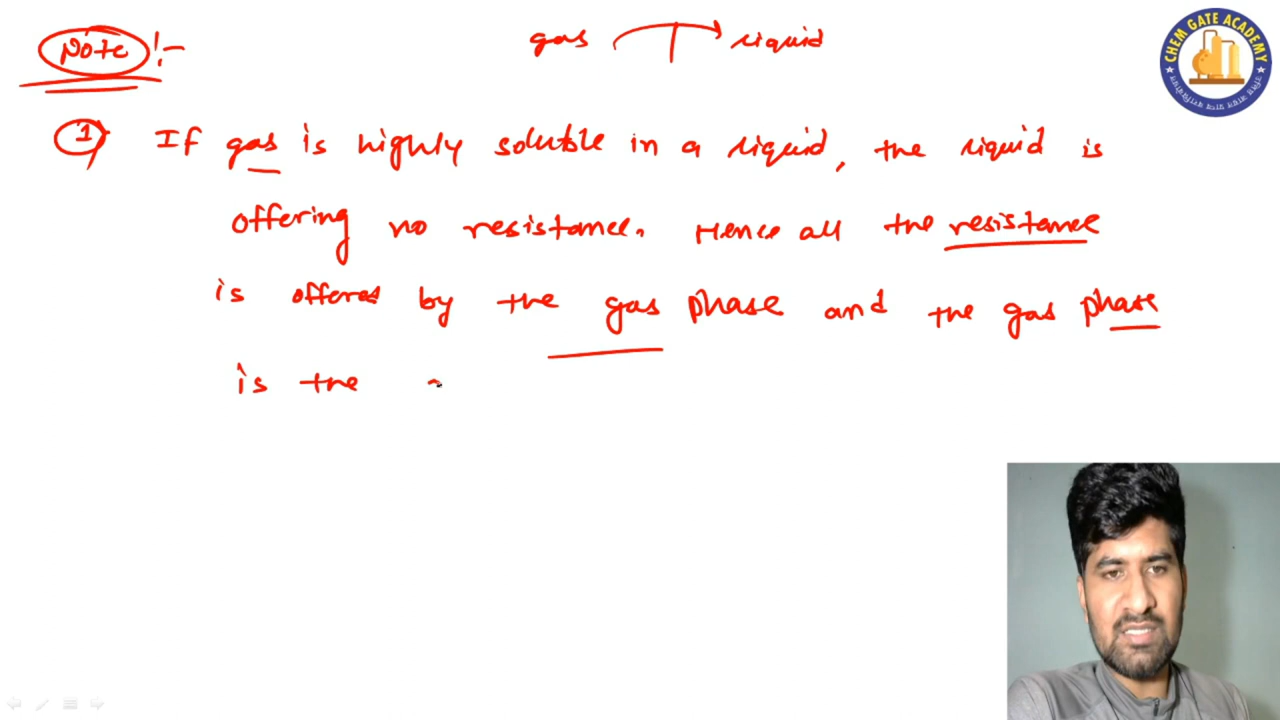 Note :-
gas liquid
CHEM GATE ACADEMY
1) If gas is highly soluble in a liquid, the liquid is
offering no resistance. Hence all the resistance
is offered by the gas phase and the gas phase
is the